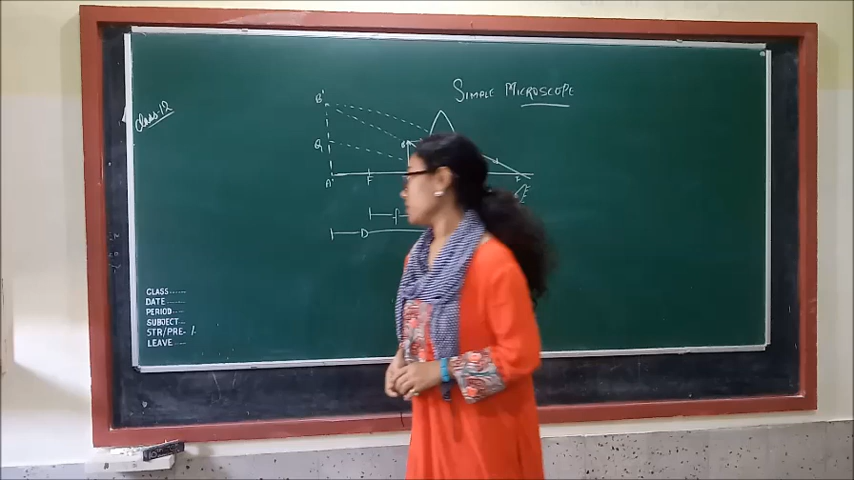 SIMPLE MICROSCOPE
Class-12
B'
Q
A'
F
F
f
D
E
CLASS......
DATE ......
PERIOD.....
SUBJECT...
STR/PRE-
LEAVE......